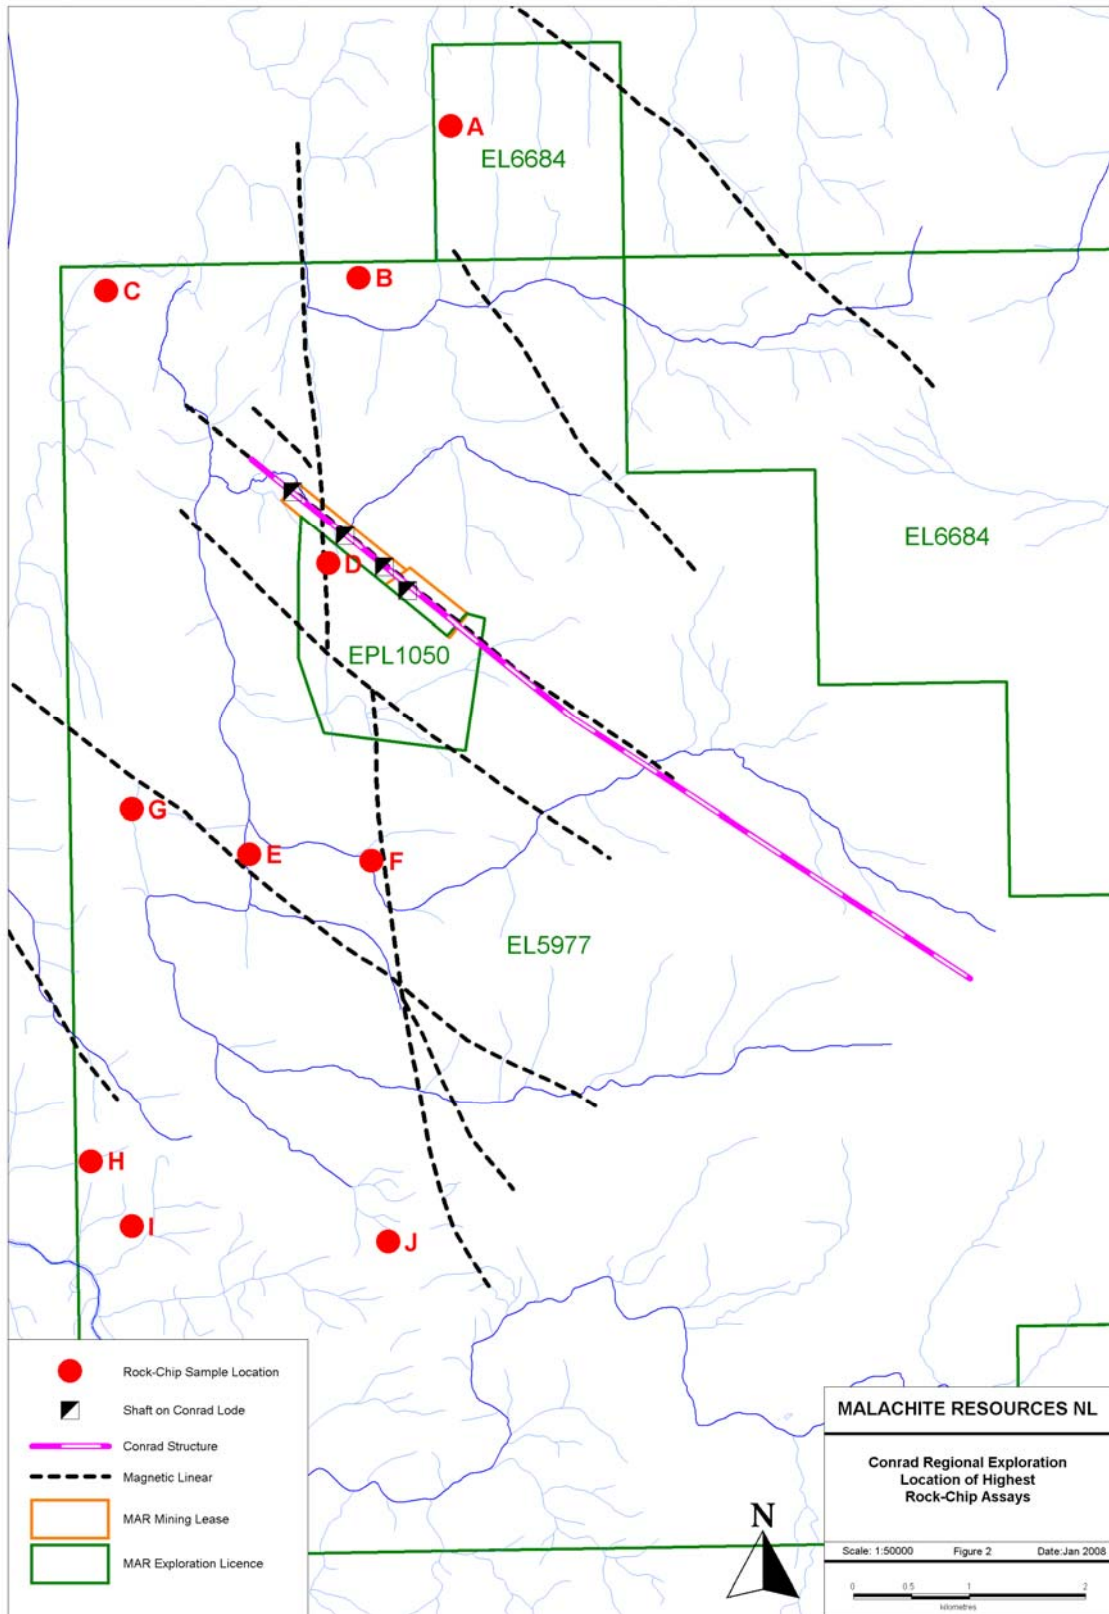 A
EL6684
B
C
EL6684
D
EPL1050
G
E
F
EL5977
H
I
J
Rock-Chip Sample Location
Shaft on Conrad Lode
Conrad Structure
Magnetic Linear
MAR Mining Lease
MAR Exploration Licence
N
MALACHITE RESOURCES NL
Conrad Regional Exploration
Location of Highest
Rock-Chip Assays
Scale: 1:50000 Figure 2 Date:Jan 2008
0 0.5 1 2
kilometres